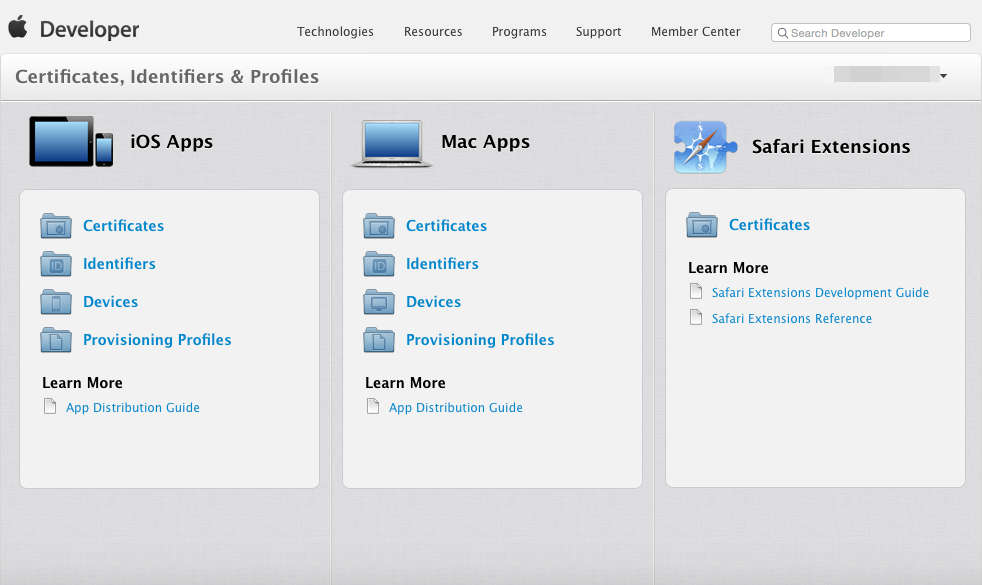 Developer
Technologies
Resources
Programs
Support
Member Center
Search Developer
Certificates, Identifiers & Profiles
iOS Apps
Certificates
Identifiers
Devices
Provisioning Profiles
Learn More
App Distribution Guide
Mac Apps
Certificates
Identifiers
Devices
Provisioning Profiles
Learn More
App Distribution Guide
Safari Extensions
Certificates
Learn More
Safari Extensions Development Guide
Safari Extensions Reference